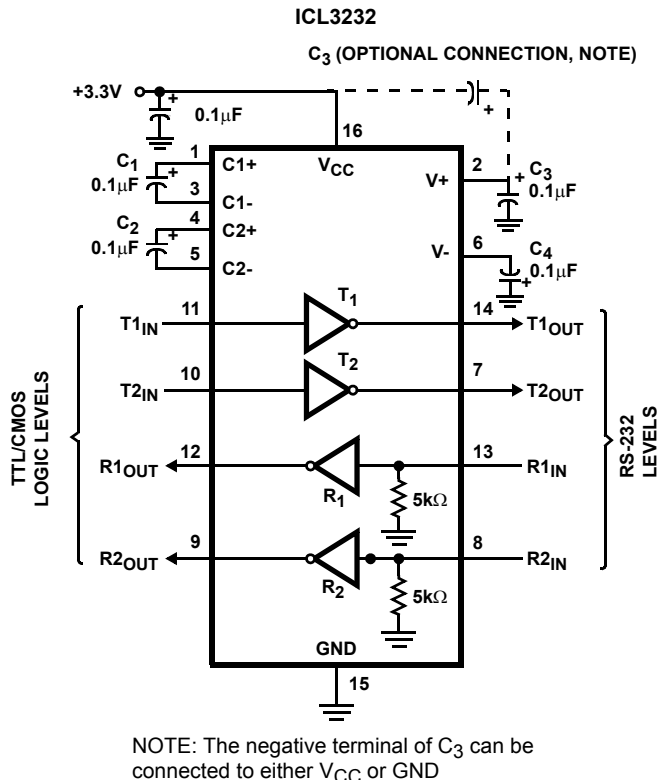 ICL3232
C3 (OPTIONAL CONNECTION, NOTE)
+3.3V
+
0.1μF
+
16
1
C1+
VCC
2
C1
0.1μF
+
3
C1-
V+
+
C3
0.1μF
C2
4
C2+
0.1μF
+
5
C2-
V-
6
C4
0.1μF
+
T1IN
11
T1
14
T1OUT
T2IN
10
T2
7
T2OUT
TTL/CMOS
LOGIC LEVELS
RS-232
LEVELS
R1OUT
12
R1
13
R1IN
5kΩ
R2OUT
9
R2
8
R2IN
5kΩ
GND
15
NOTE: The negative terminal of C3 can be
connected to either VCC or GND